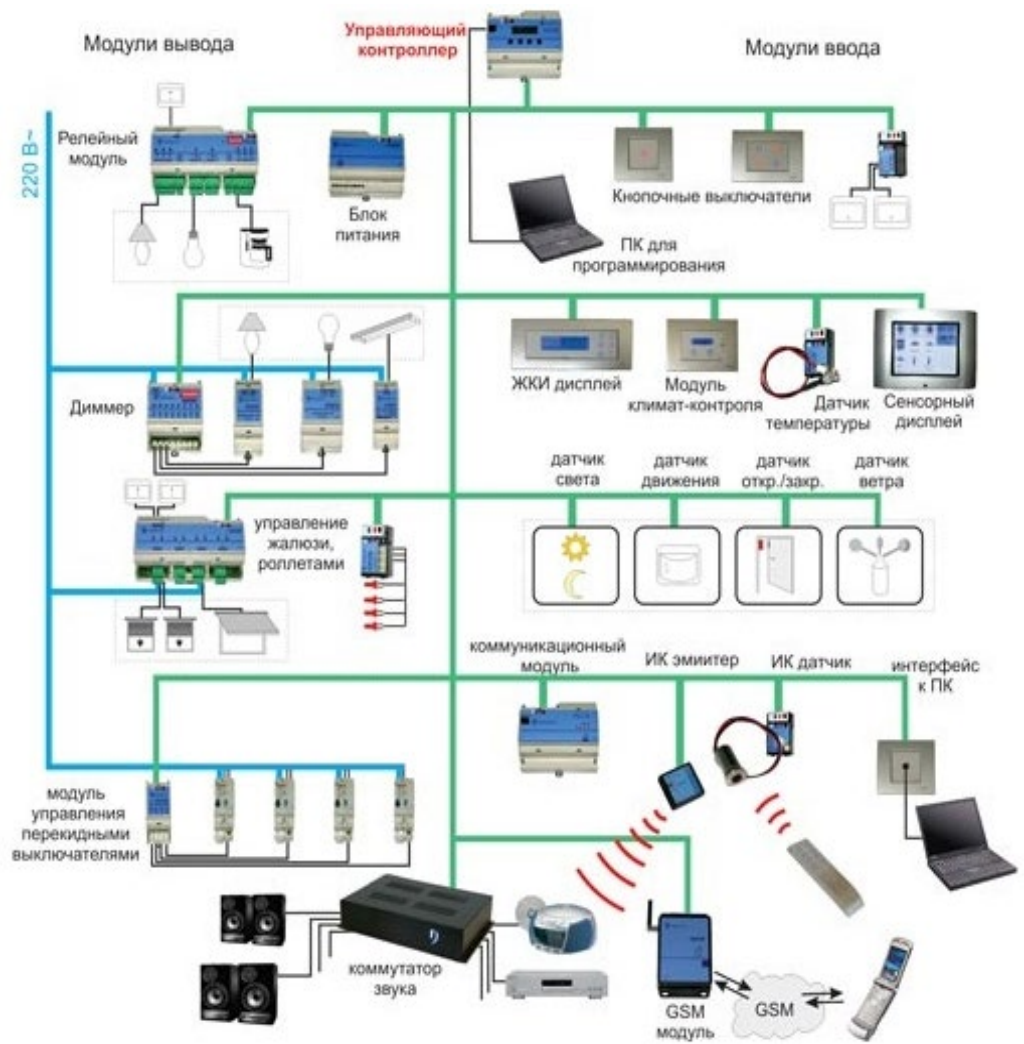 Модули вывода
Управляющий
контроллер
Модули ввода
220 В~
Релейный
модуль
Блок
питания
Кнопочные выключатели
ПК для
программирования
Диммер
ЖКИ дисплей
Модуль
климат-контроля
Датчик
температуры
Сенсорный
дисплей
датчик
света
датчик
движения
датчик
откр./закр.
датчик
ветра
управление
жалюзи,
роллетами
коммуникационный
модуль
ИК эмиттер
ИК датчик
интерфейс
к ПК
модуль
управления
перекидными
выключателями
коммутатор
звука
GSM
модуль
GSM